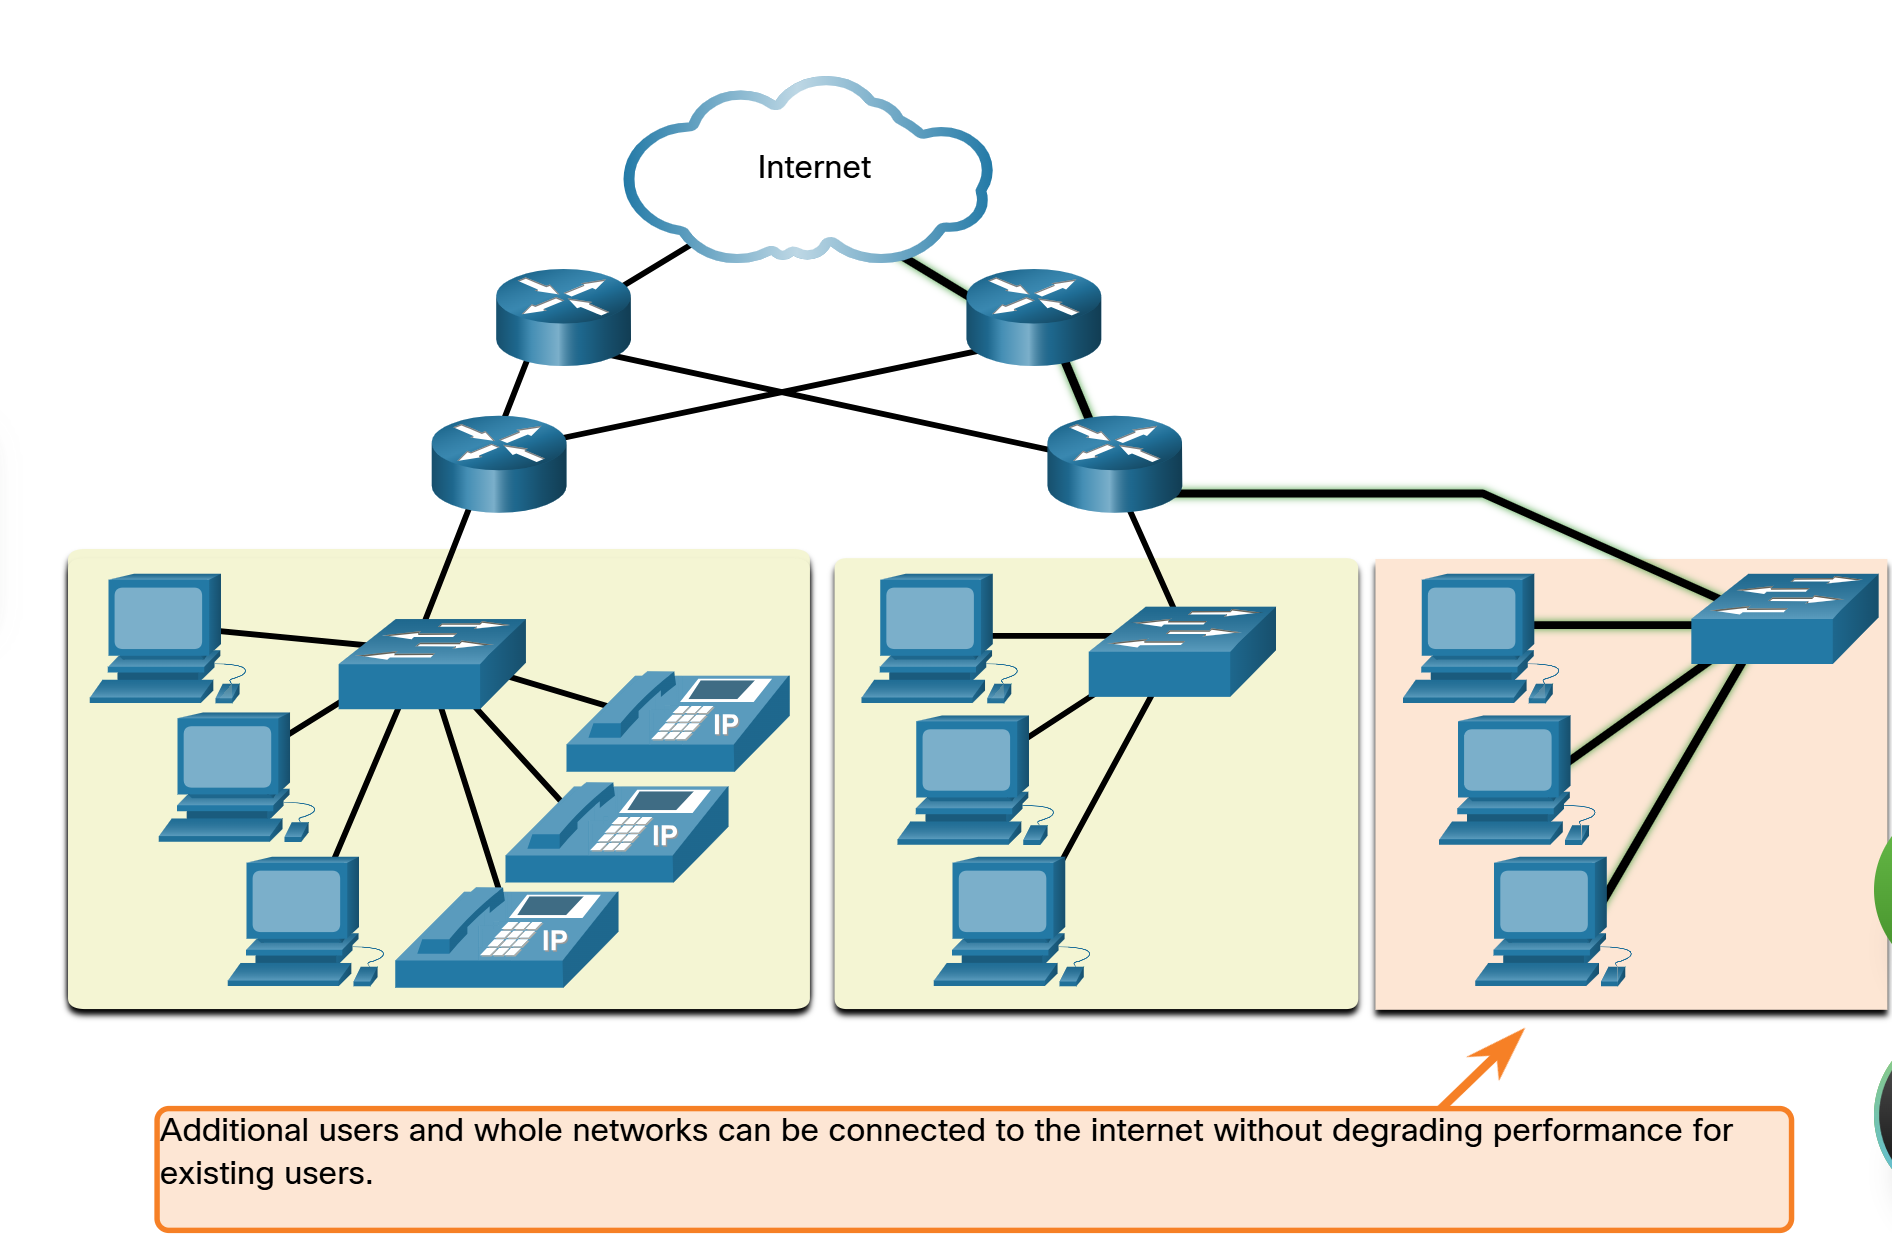 Internet
IP
IP
IP
Additional users and whole networks can be connected to the internet without degrading performance for
existing users.